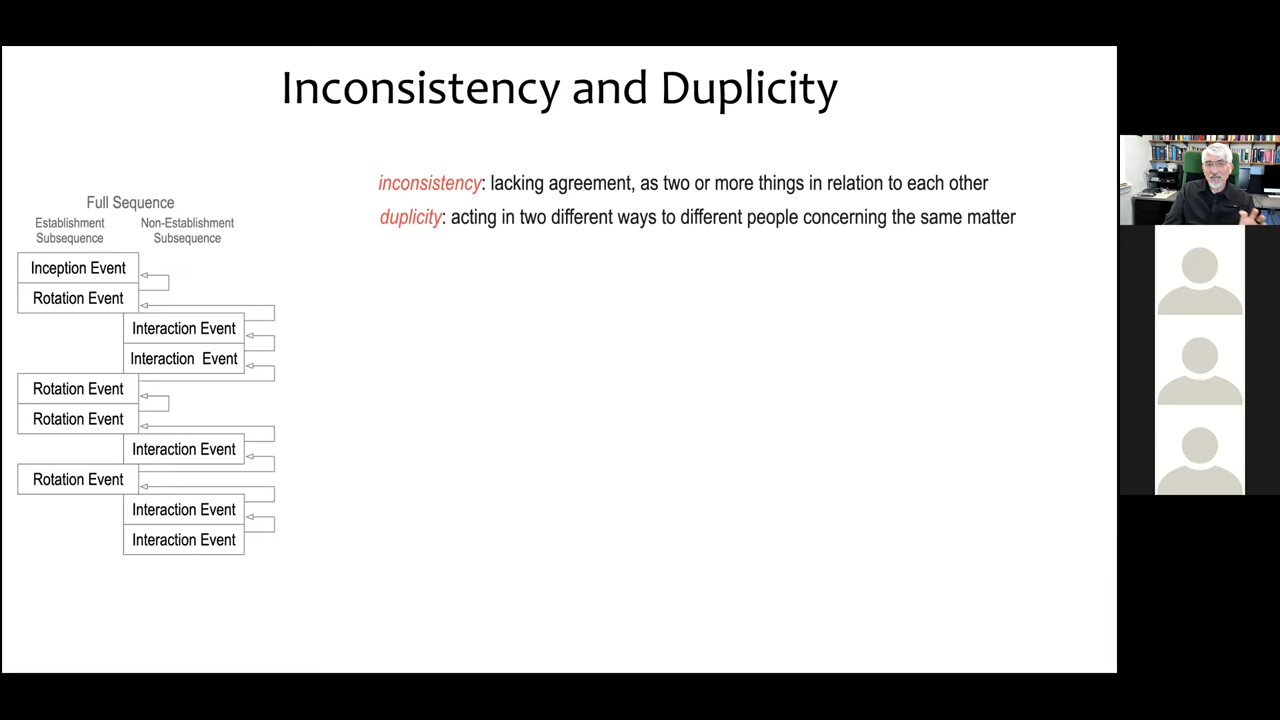 Inconsistency and Duplicity
inconsistency: lacking agreement, as two or more things in relation to each other
duplicity: acting in two different ways to different people concerning the same matter
Full Sequence
Establishment Subsequence
Non-Establishment Subsequence
Inception Event
Rotation Event
Interaction Event
Interaction Event
Rotation Event
Rotation Event
Interaction Event
Rotation Event
Interaction Event
Interaction Event